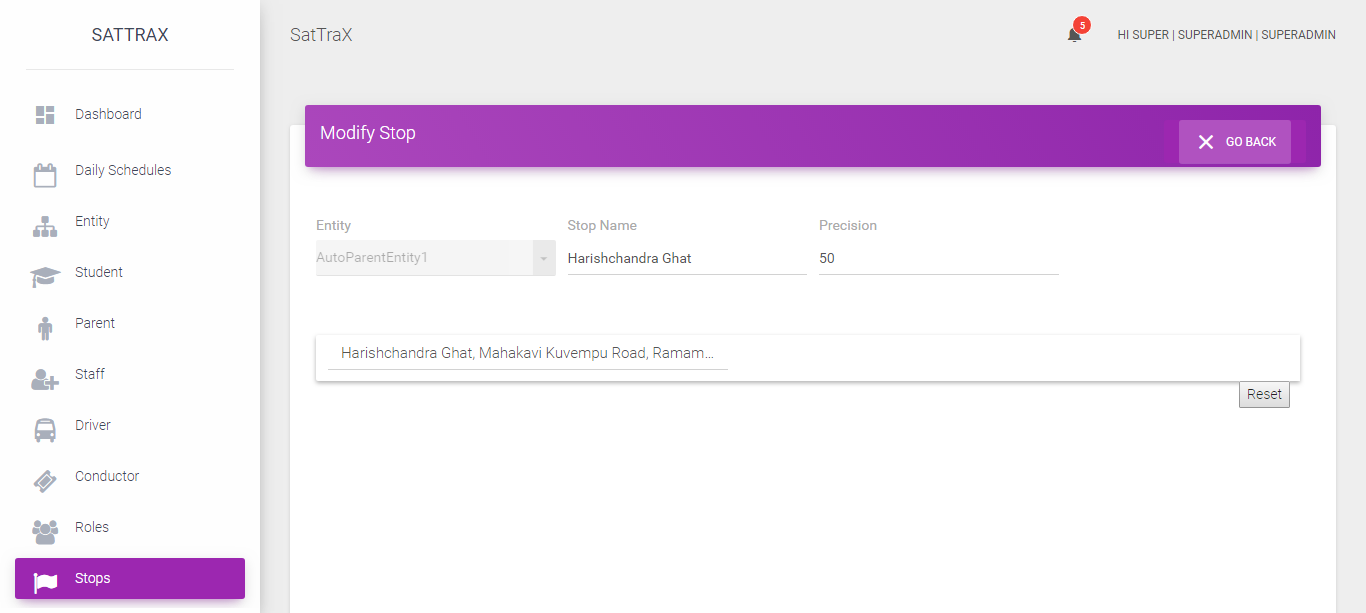 SATTRAX
Dashboard
Daily Schedules
Entity
Student
Parent
Staff
Driver
Conductor
Roles
Stops
SatTraX
5
HI SUPER | SUPERADMIN | SUPERADMIN
Modify Stop
GO BACK
Entity Stop Name Precision
AutoParentEntity1 Harishchandra Ghat 50
Harishchandra Ghat, Mahakavi Kuvempu Road, Ramam...
Reset